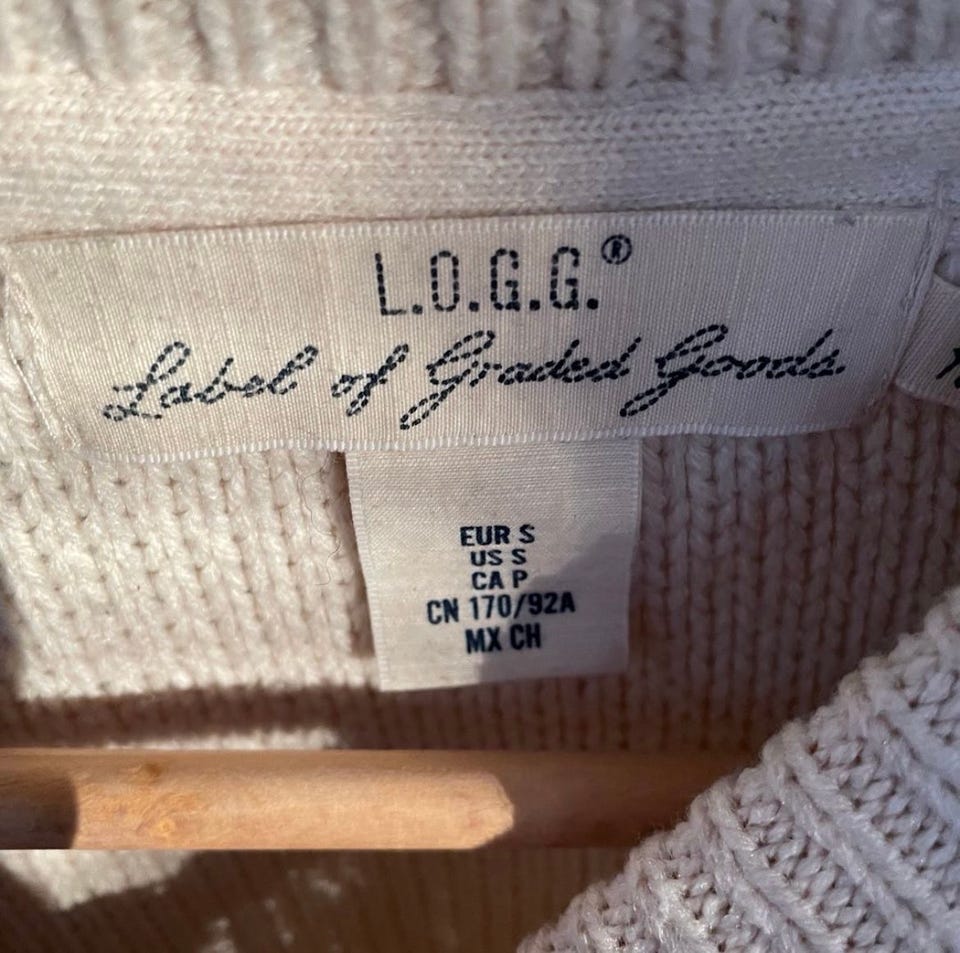 L.O.G.G.®
Label of Graded Goods
EUR S
US S
CA P
CN 170/92A
MX CH